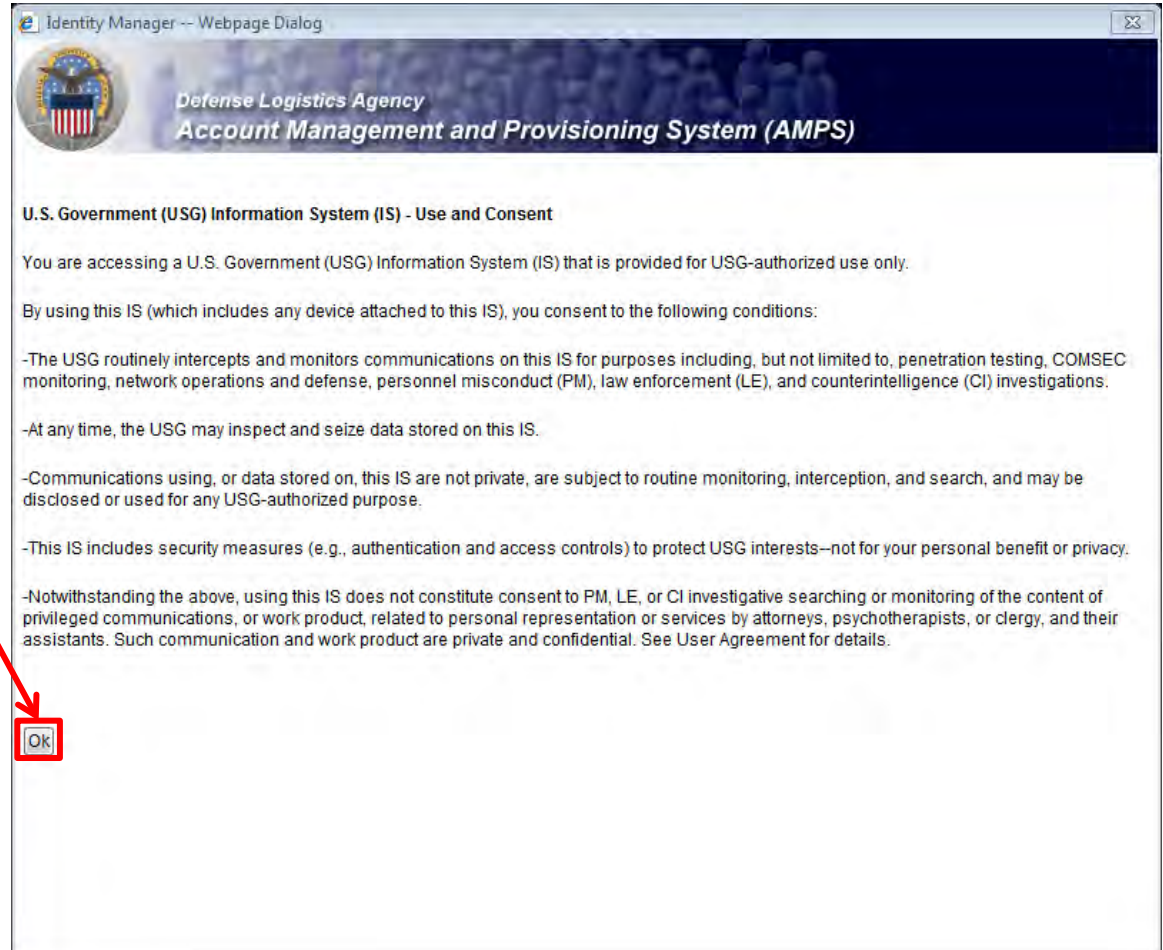 Identity Manager -- Webpage Dialog
Defense Logistics Agency
Account Management and Provisioning System (AMPS)
U.S. Government (USG) Information System (IS) - Use and Consent
You are accessing a U.S. Government (USG) Information System (IS) that is provided for USG-authorized use only.
By using this IS (which includes any device attached to this IS), you consent to the following conditions:
-The USG routinely intercepts and monitors communications on this IS for purposes including, but not limited to, penetration testing, COMSEC
monitoring, network operations and defense, personnel misconduct (PM), law enforcement (LE), and counterintelligence (CI) investigations.
-At any time, the USG may inspect and seize data stored on this IS.
-Communications using, or data stored on, this IS are not private, are subject to routine monitoring, interception, and search, and may be
disclosed or used for any USG-authorized purpose.
-This IS includes security measures (e.g., authentication and access controls) to protect USG interests--not for your personal benefit or privacy.
-Notwithstanding the above, using this IS does not constitute consent to PM, LE, or CI investigative searching or monitoring of the content of
privileged communications, or work product, related to personal representation or services by attorneys, psychotherapists, or clergy, and their
assistants. Such communication and work product are private and confidential. See User Agreement for details.
Ok